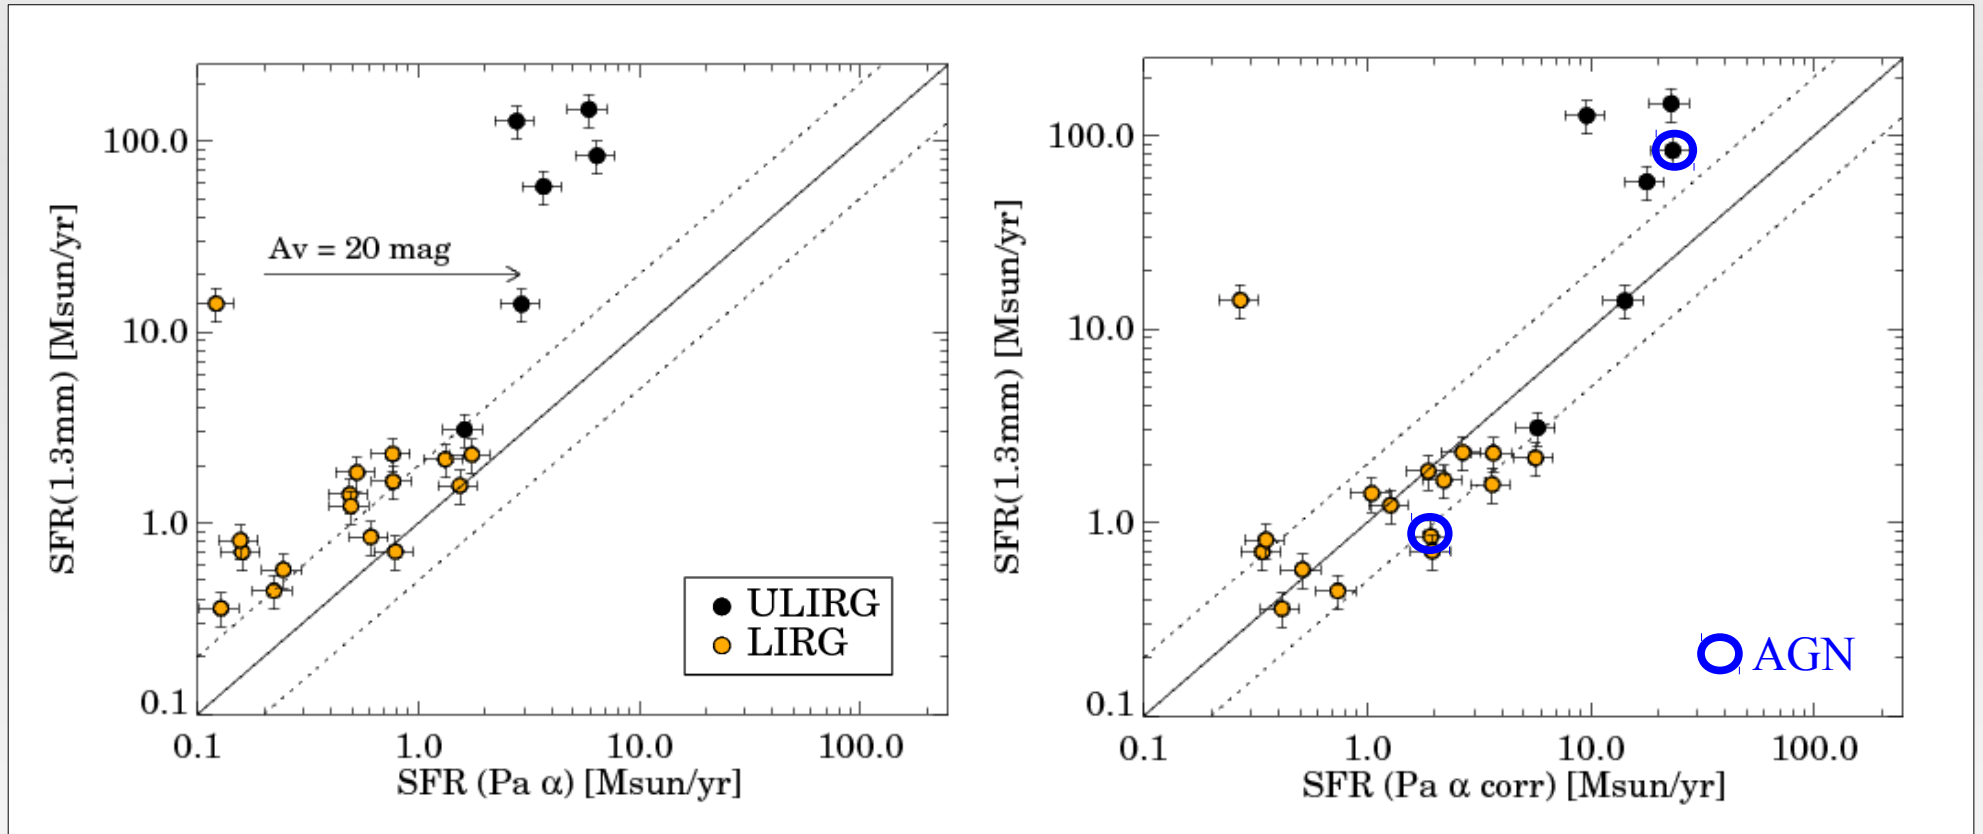 100.0
10.0
1.0
0.1
0.1 1.0 10.0 100.0
SFR(1.3mm) [Msun/yr]
SFR (Pa α) [Msun/yr]
Av = 20 mag
ULIRG
LIRG
100.0
10.0
1.0
0.1
0.1 1.0 10.0 100.0
SFR(1.3mm) [Msun/yr]
SFR (Pa α corr) [Msun/yr]
AGN